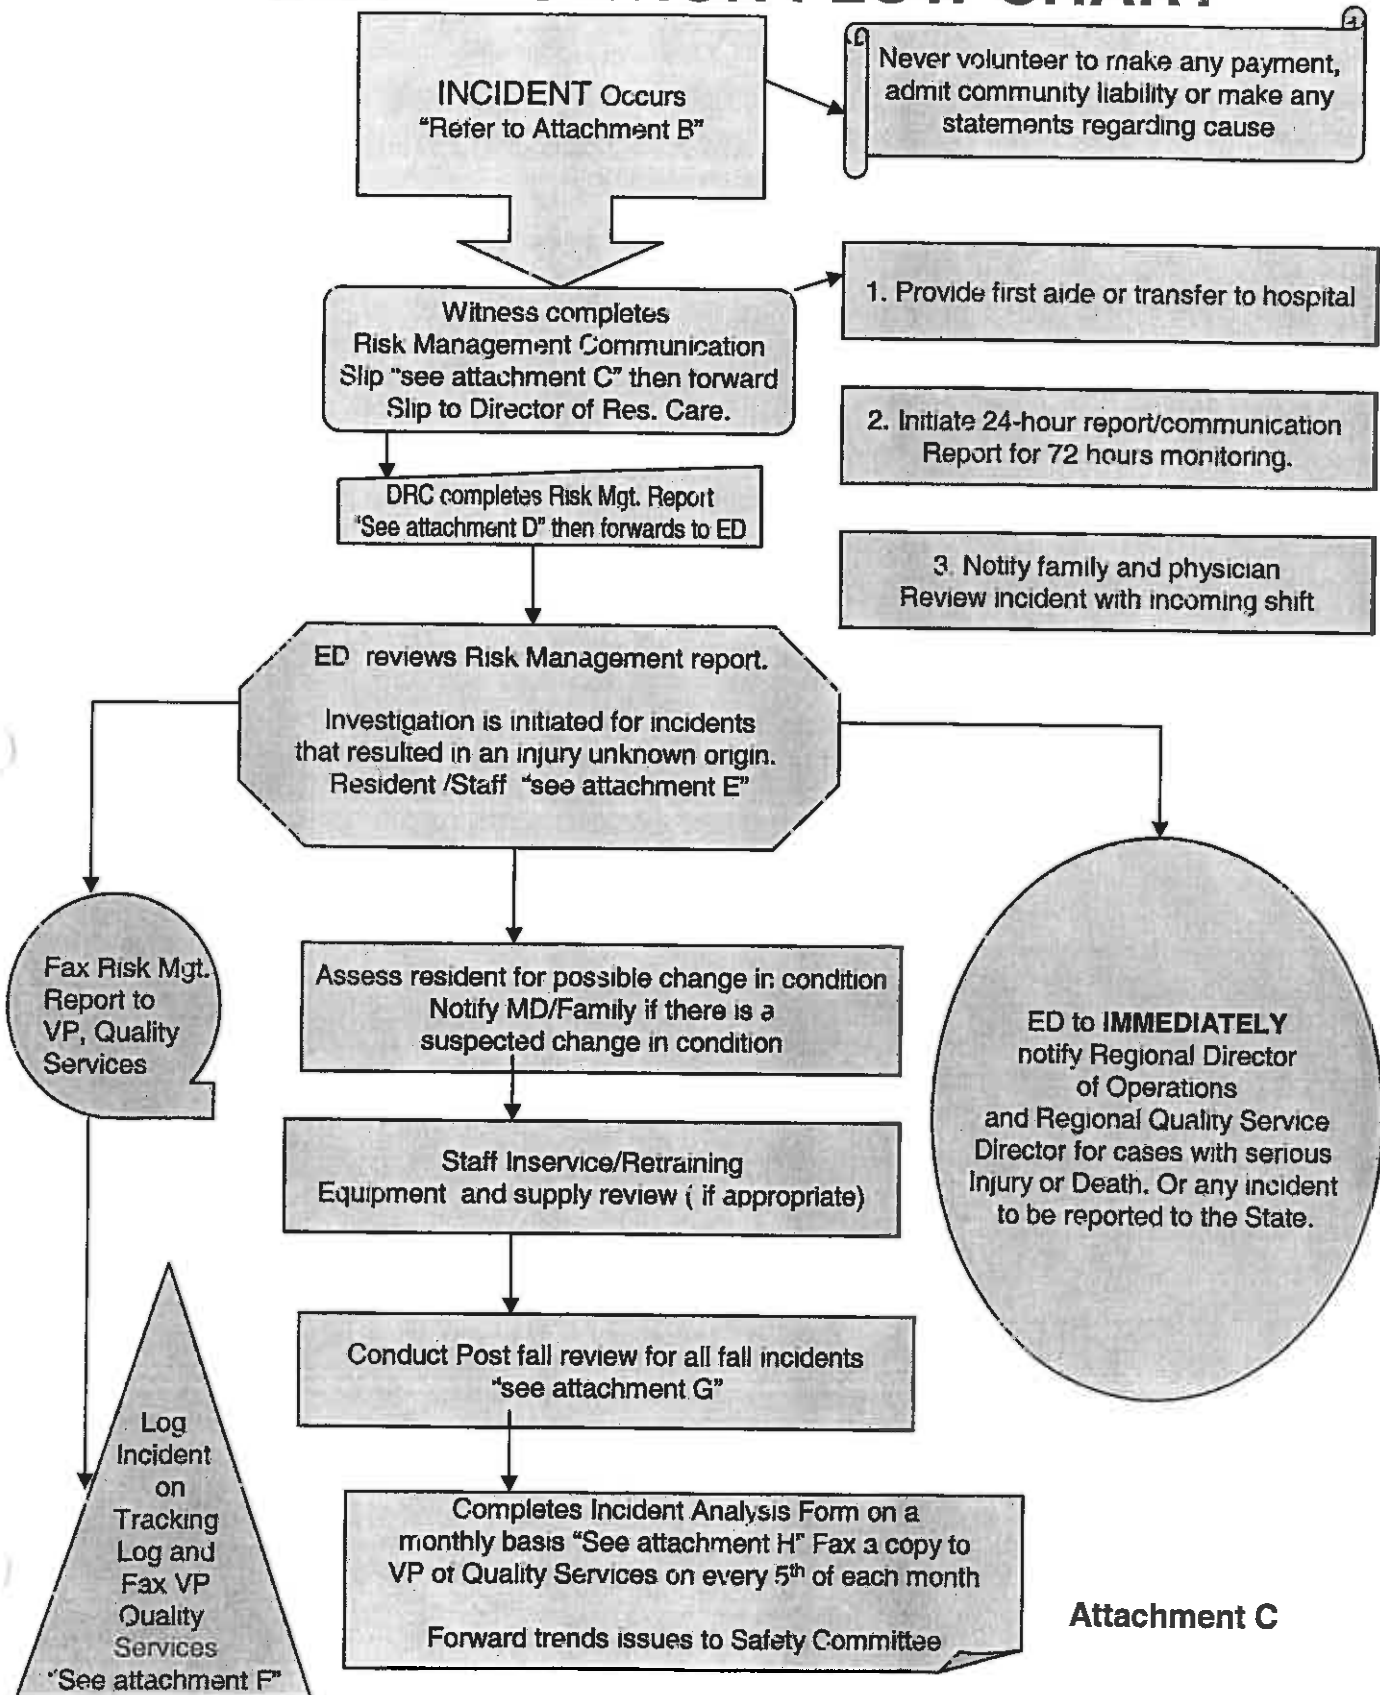 FLOW CHART
INCIDENT Occurs
"Refer to Attachment B"
Never volunteer to make any payment,
admit community liability or make any
statements regarding cause
Witness completes
Risk Management Communication
Slip "see attachment C" then forward
Slip to Director of Res. Care.
1. Provide first aide or transfer to hospital
2. Initiate 24-hour report/communication
Report for 72 hours monitoring.
3. Notify family and physician
Review incident with incoming shift
DRC completes Risk Mgt. Report
"See attachment D" then forwards to ED
ED reviews Risk Management report.
Investigation is initiated for incidents
that resulted in an injury unknown origin.
Resident /Staff "see attachment E"
Fax Risk Mgt.
Report to
VP, Quality
Services
Assess resident for possible change in condition
Notify MD/Family if there is a
suspected change in condition
ED to IMMEDIATELY
notify Regional Director
of Operations
and Regional Quality Service
Director for cases with serious
Injury or Death. Or any incident
to be reported to the State.
Staff Inservice/Retraining
Equipment and supply review ( if appropriate)
Conduct Post fall review for all fall incidents
"see attachment G"
Log
Incident
on
Tracking
Log and
Fax VP
Quality
Services
"See attachment F"
Completes Incident Analysis Form on a
monthly basis "See attachment H" Fax a copy to
VP of Quality Services on every 5th of each month
Forward trends issues to Safety Committee
Attachment C